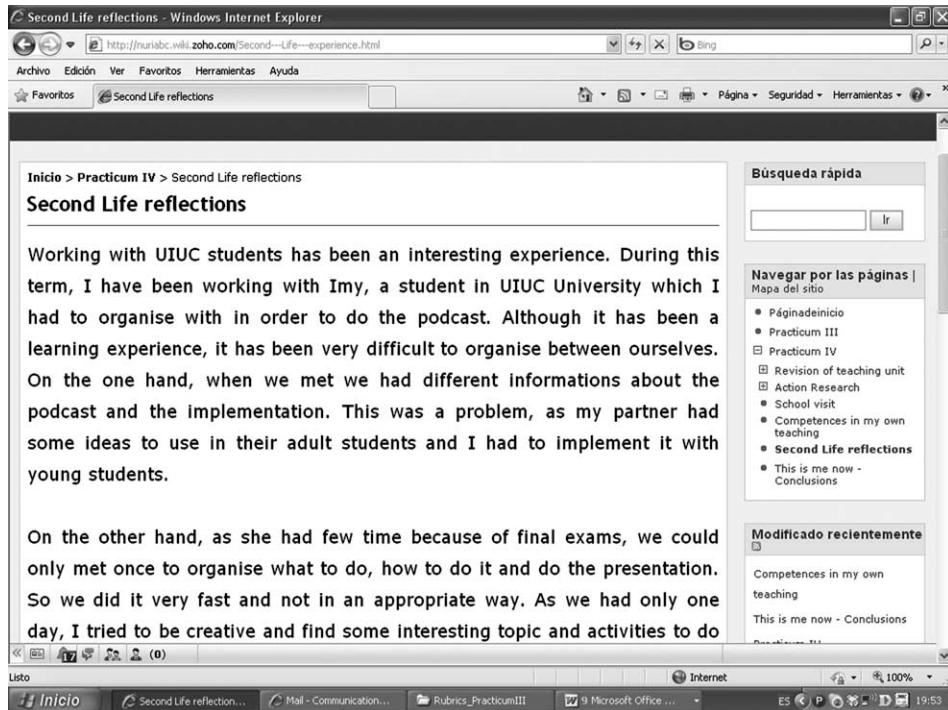 Second Life reflections - Windows Internet Explorer
http://nuriabc.wiki.zoho.com/Second---Life---experience.html
Bing
Archivo Edición Ver Favoritos Herramientas Ayuda
Favoritos Second Life reflections Página Seguridad Herramientas
Inicio > Practicum IV > Second Life reflections
Second Life reflections
Working with UIUC students has been an interesting experience. During this
term, I have been working with Imy, a student in UIUC University which I
had to organise with in order to do the podcast. Although it has been a
learning experience, it has been very difficult to organise between ourselves.
On the one hand, when we met we had different informations about the
podcast and the implementation. This was a problem, as my partner had
some ideas to use in their adult students and I had to implement it with
young students.
On the other hand, as she had few time because of final exams, we could
only met once to organise what to do, how to do it and do the presentation.
So we did it very fast and not in an appropriate way. As we had only one
day, I tried to be creative and find some interesting topic and activities to do
Búsqueda rápida
Ir
Navegar por las páginas |
Mapa del sitio
Páginadeinicio
Practicum III
Practicum IV
Revision of teaching unit
Action Research
School visit
Competences in my own
teaching
Second Life reflections
This is me now -
Conclusions
Modificado recientemente
Competences in my own
teaching
This is me now - Conclusions
17 (0)
Listo Internet 100%
Inicio Second Life reflection... Mail - Communication... Rubrics_PracticumIII 9 Microsoft Office ... ES 19:53